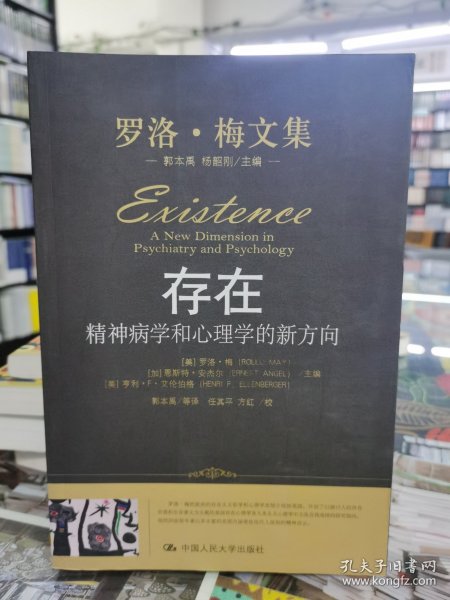 罗洛·梅文集
郭本禹 杨韶刚/主编
Existence
A New Dimension in
Psychiatry and Psychology
存在
精神病学和心理学的新方向
[美] 罗洛·梅 (ROLLO MAY)
[加] 恩斯特·安杰尔 (ERNEST ANGEL) /主编
[美] 亨利·F·艾伦伯格 (HENRI F. ELLENBERGER)
郭本禹/等译 任其平 方红/校
中国人民大学出版社
孔夫子旧书网
www.kongfz.com